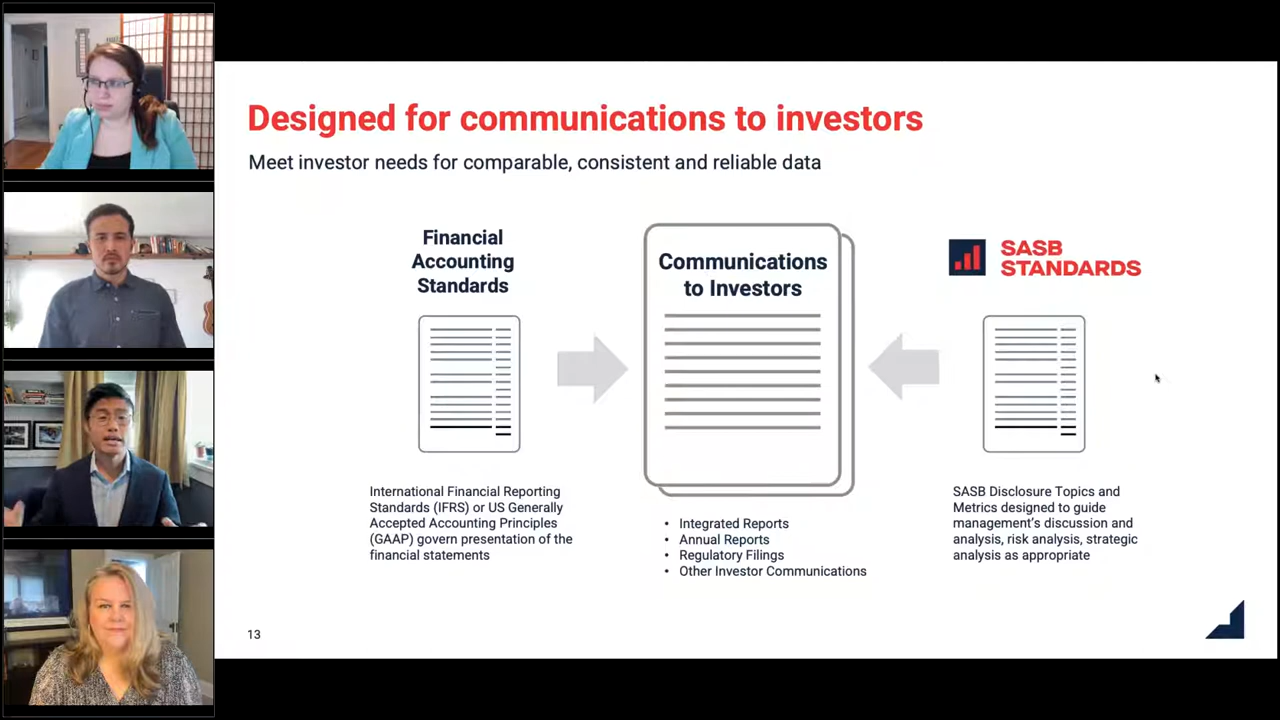 Designed for communications to investors
Meet investor needs for comparable, consistent and reliable data
Financial
Accounting
Standards
International Financial Reporting
Standards (IFRS) or US Generally
Accepted Accounting Principles
(GAAP) govern presentation of the
financial statements
Communications
to Investors
• Integrated Reports
• Annual Reports
• Regulatory Filings
• Other Investor Communications
SASB
STANDARDS
SASB Disclosure Topics and
Metrics designed to guide
management's discussion and
analysis, risk analysis, strategic
analysis as appropriate
13